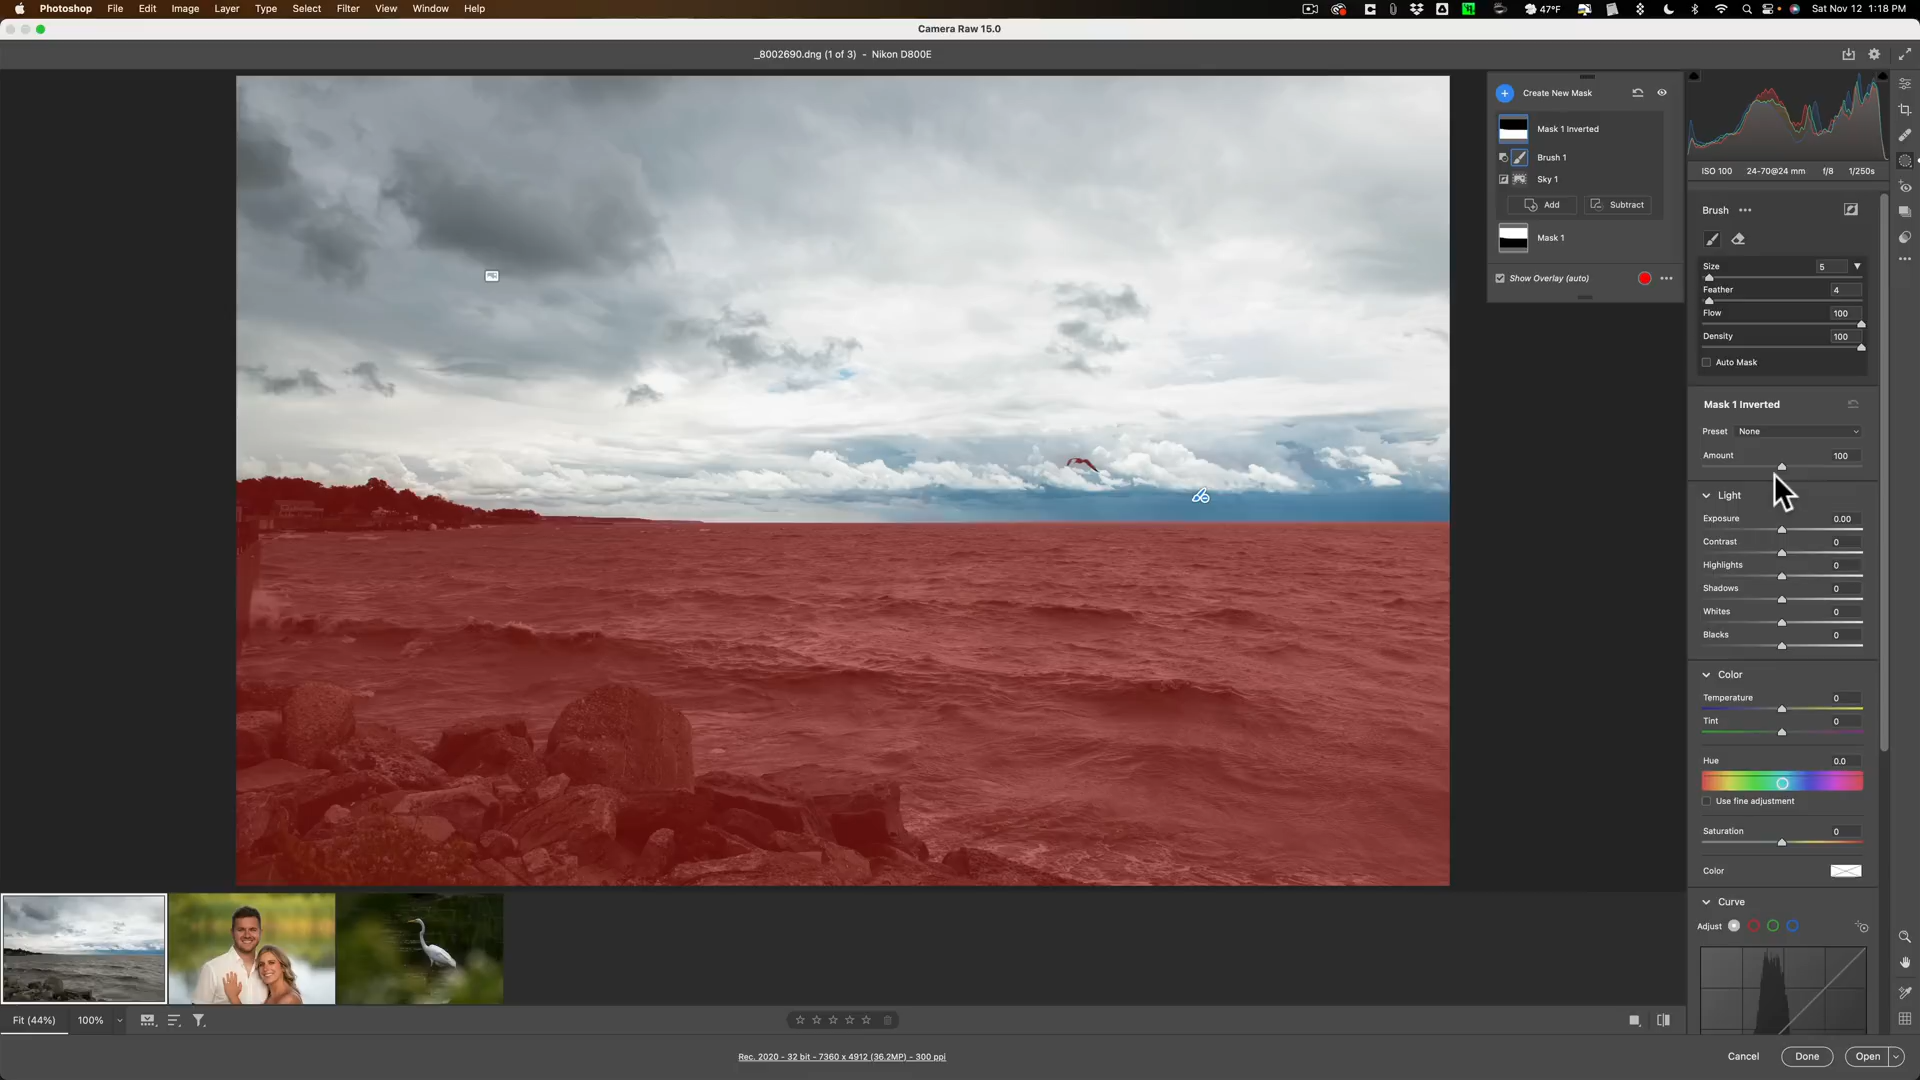 Photoshop File Edit Image Layer Type Select Filter View Window Help 47°F Sat Nov 12 1:18 PM
Camera Raw 15.0
_8002690.dng (1 of 3) - Nikon D800E
Create New Mask
Mask 1 Inverted
Brush 1
Sky 1
Add Subtract
Mask 1
Show Overlay (auto)
ISO 100 24-70@24 mm f/8 1/250s
Brush
Size 5
Feather 4
Flow 100
Density 100
Auto Mask
Mask 1 Inverted
Preset None
Amount 100
Light
Exposure 0.00
Contrast 0
Highlights 0
Shadows 0
Whites 0
Blacks 0
Color
Temperature 0
Tint 0
Hue 0.0
Use fine adjustment
Saturation 0
Color
Curve
Adjust
Fit (44%) 100%
Rec. 2020 - 32 bit - 7360 x 4912 (36.2MP) - 300 ppi
Cancel Done Open